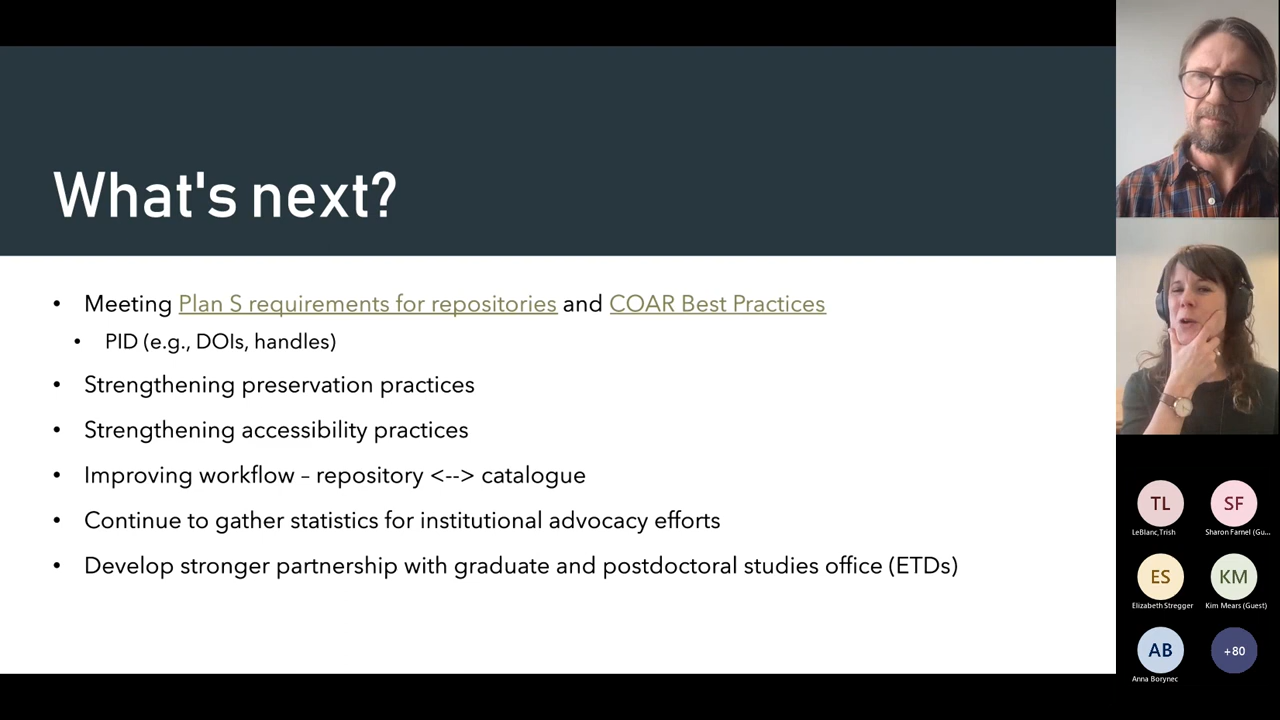 What's next?
• Meeting Plan S requirements for repositories and COAR Best Practices
• PID (e.g., DOIs, handles)
• Strengthening preservation practices
• Strengthening accessibility practices
• Improving workflow – repository <--> catalogue
• Continue to gather statistics for institutional advocacy efforts
• Develop stronger partnership with graduate and postdoctoral studies office (ETDs)
TL SF
LeBlanc,Trish Sharon Farnel (Gu...
ES KM
Elizabeth Stregger Kim Mears (Guest)
AB +80
Anna Borynec